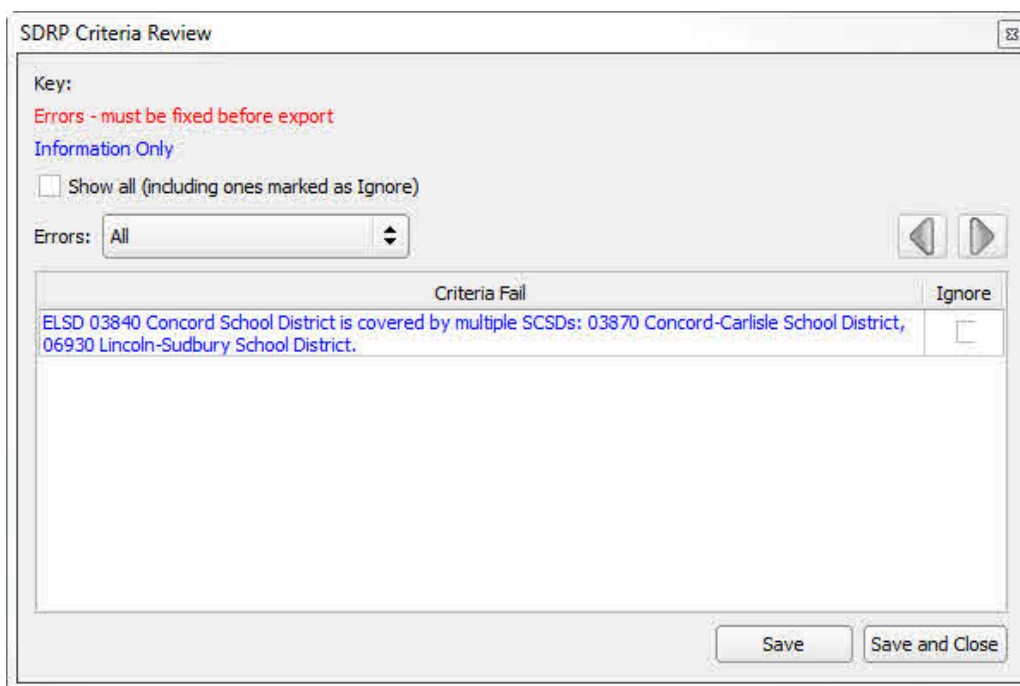 SDRP Criteria Review
Key:
Errors - must be fixed before export
Information Only
Show all (including ones marked as Ignore)
Errors: All
Criteria Fail Ignore
ELSD 03840 Concord School District is covered by multiple SCSDs: 03870 Concord-Carlisle School District,
06930 Lincoln-Sudbury School District.
Save Save and Close